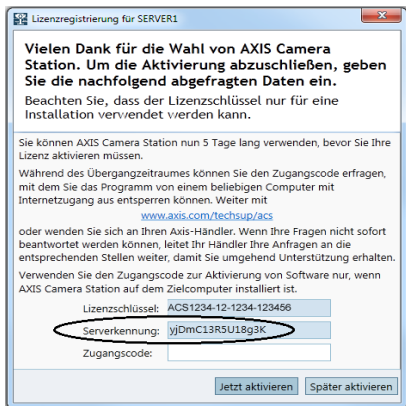 Lizenzregistrierung für SERVER1
Vielen Dank für die Wahl von AXIS Camera
Station. Um die Aktivierung abzuschließen, geben
Sie die nachfolgend abgefragten Daten ein.
Beachten Sie, dass der Lizenzschlüssel nur für eine
Installation verwendet werden kann.
Sie können AXIS Camera Station nun 5 Tage lang verwenden, bevor Sie Ihre
Lizenz aktivieren müssen.
Während des Übergangzeitraumes können Sie den Zugangscode erfragen,
mit dem Sie das Programm von einem beliebigen Computer mit
Internetzugang aus entsperren können. Weiter mit
www.axis.com/techsup/acs
oder wenden Sie sich an Ihren Axis-Händler. Wenn Ihre Fragen nicht sofort
beantwortet werden können, leitet Ihr Händler Ihre Anfragen an die
entsprechenden Stellen weiter, damit Sie umgehend Unterstützung erhalten.
Verwenden Sie den Zugangscode zur Aktivierung von Software nur, wenn
AXIS Camera Station auf dem Zielcomputer installiert ist.
Lizenzschlüssel: ACS1234-12-1234-123456
Serverkennung: yjDmC13R5U18g3K
Zugangscode:
Jetzt aktivieren Später aktivieren